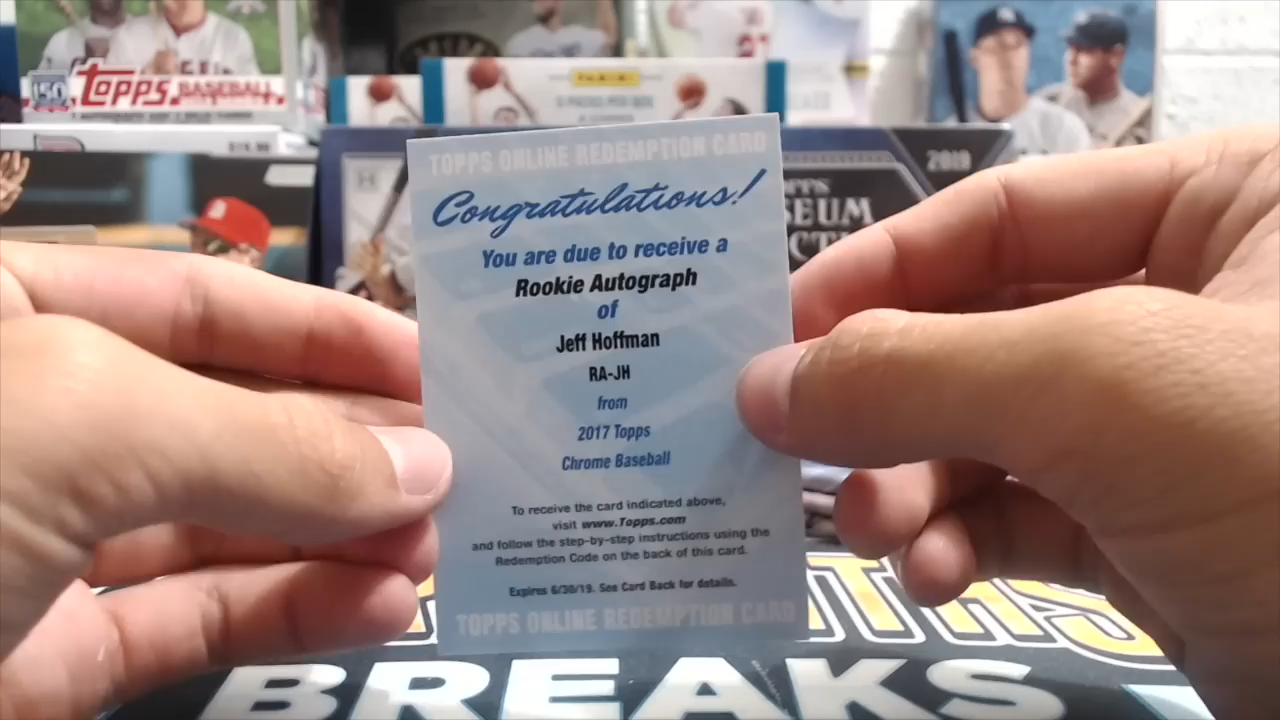 150
Topps BASEBALL
PANINI
2019
TOPPS ONLINE REDEMPTION CARD
Congratulations!
You are due to receive a
Rookie Autograph
of
Jeff Hoffman
RA-JH
from
2017 Topps
Chrome Baseball
To receive the card indicated above,
visit www.Topps.com
and follow the step-by-step instructions using the
Redemption Code on the back of this card.
Expires 6/30/19. See Card Back for details.
TOPPS ONLINE REDEMPTION CARD
BREAKS